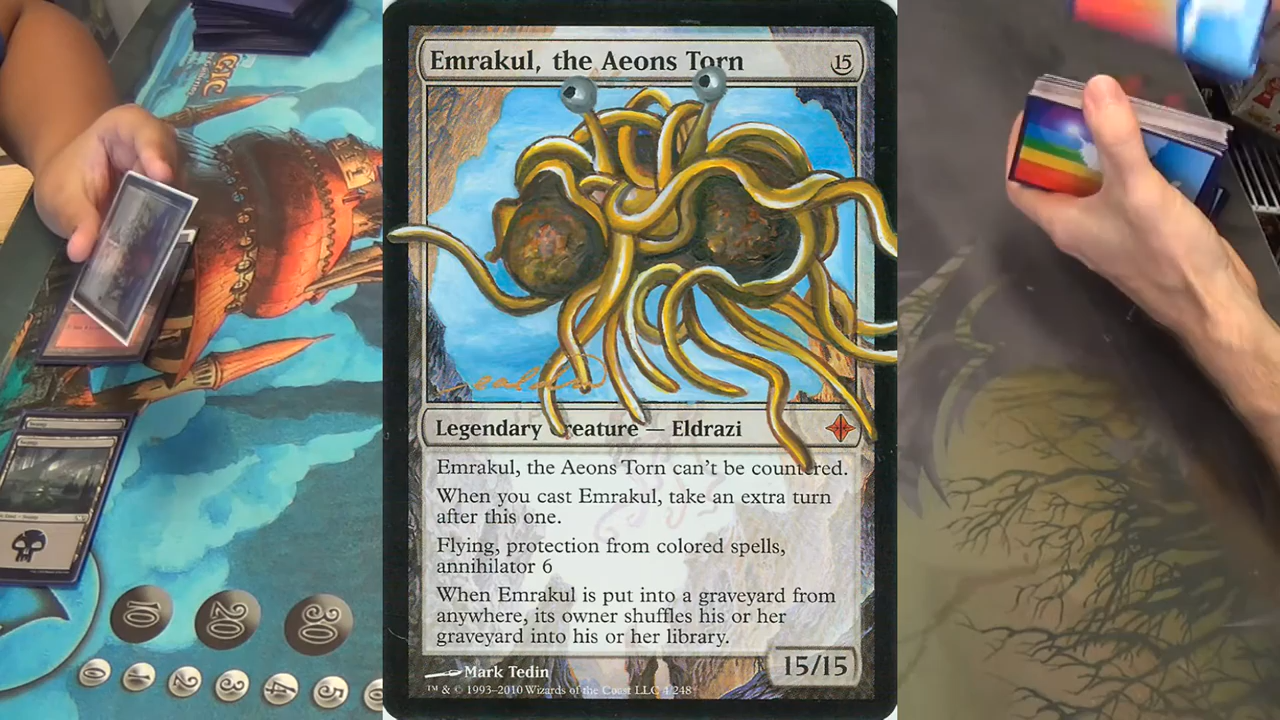 Emrakul, the Aeons Torn 15
Legendary Creature — Eldrazi
Emrakul, the Aeons Torn can't be countered.
When you cast Emrakul, take an extra turn
after this one.
Flying, protection from colored spells,
annihilator 6
When Emrakul is put into a graveyard from
anywhere, its owner shuffles his or her
graveyard into his or her library.
15/15
Mark Tedin
™ & © 1993–2010 Wizards of the Coast LLC 4/248
10 20 30
0 1 2 3 4 5